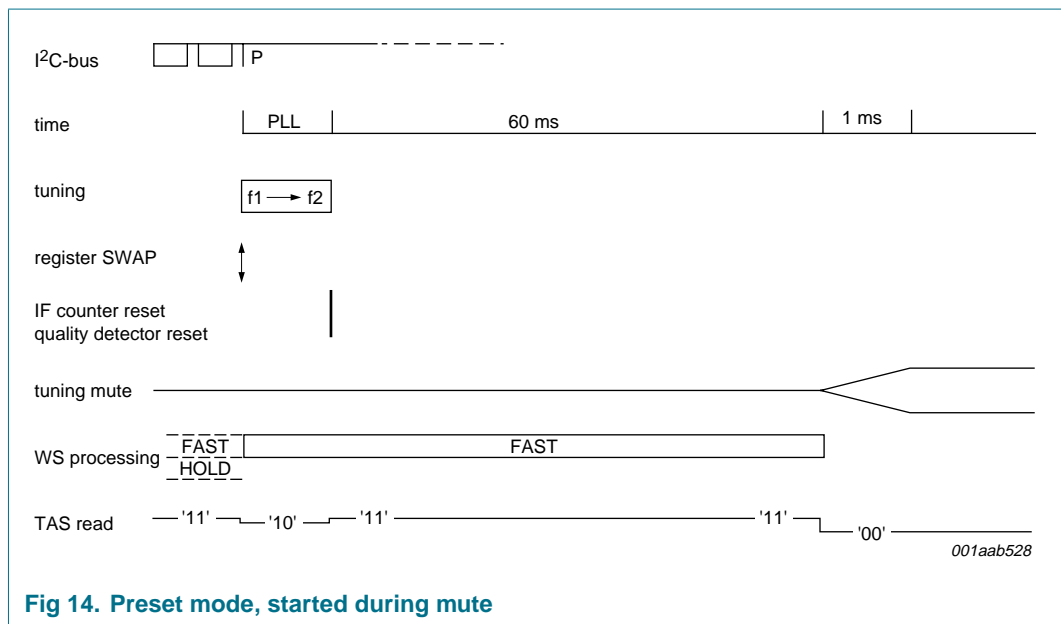 I²C-bus
P
time
PLL
60 ms
1 ms
tuning
f1 → f2
register SWAP
IF counter reset
quality detector reset
tuning mute
WS processing
FAST
HOLD
FAST
TAS read
'11'
'10'
'11'
'11'
'00'
001aab528
Fig 14. Preset mode, started during mute